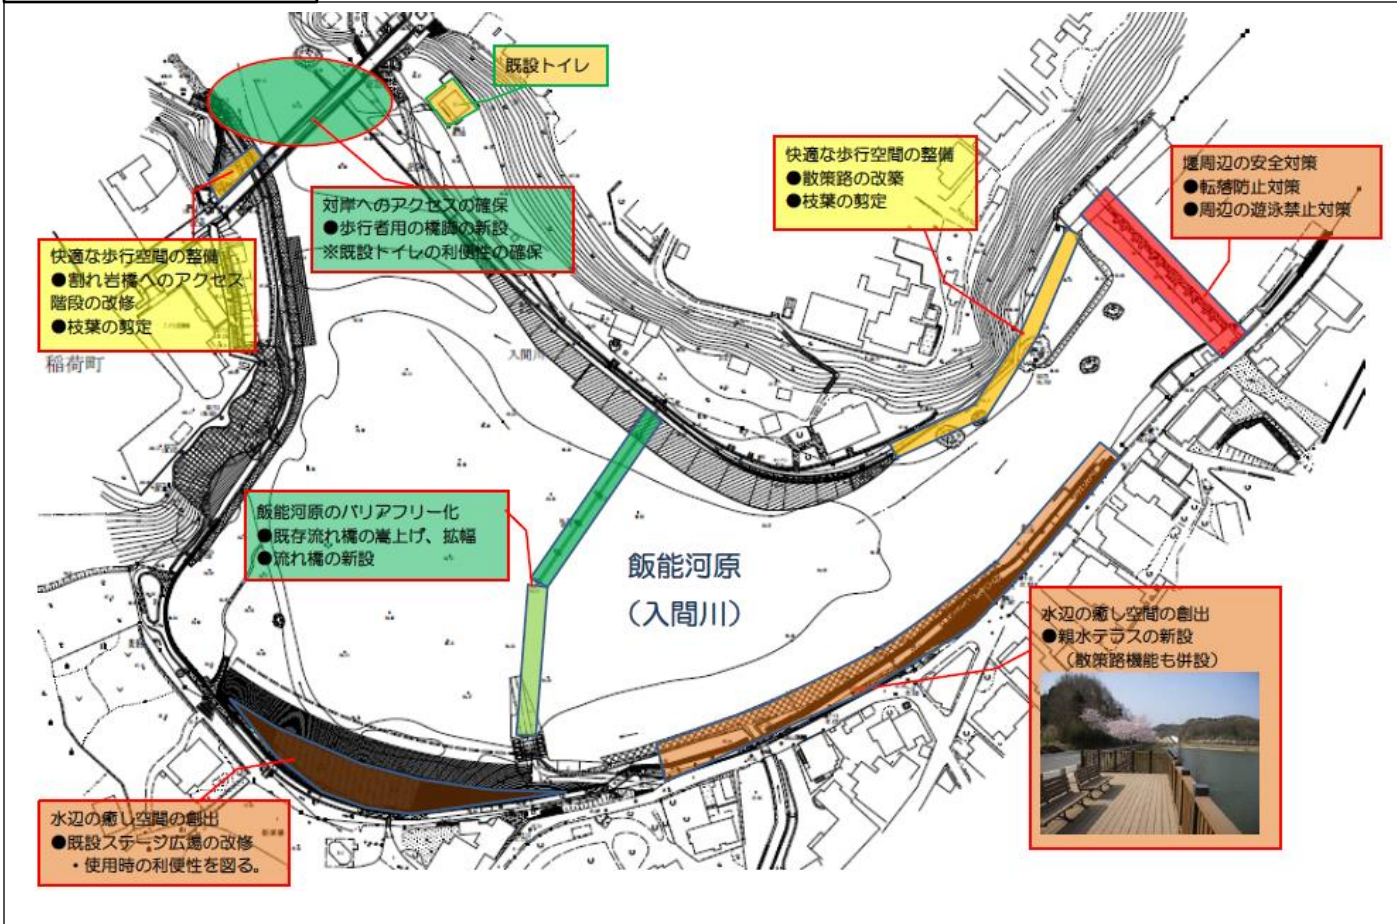 既設トイレ
快適な歩行空間の整備
●散策路の改築
●枝葉の剪定
堰周辺の安全対策
●転落防止対策
●周辺の遊泳禁止対策
対岸へのアクセスの確保
●歩行者用の橋脚の新設
※既設トイレの利便性の確保
快適な歩行空間の整備
●割れ岩橋へのアクセス
階段の改修
●枝葉の剪定
稲荷町
入間川
飯能河原のバリアフリー化
●既存流れ橋の嵩上げ、拡幅
●流れ橋の新設
飯能河原
（入間川）
水辺の癒し空間の創出
●親水テラスの新設
（散策路機能も併設）
水辺の癒し空間の創出
●既設ステージ広場の改修
・使用時の利便性を図る。